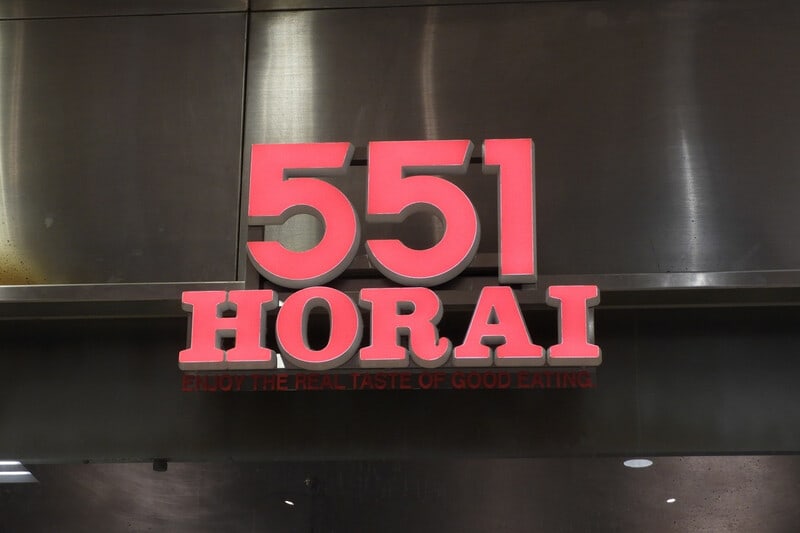 551
HORAI
ENJOY THE REAL TASTE OF GOOD EATING